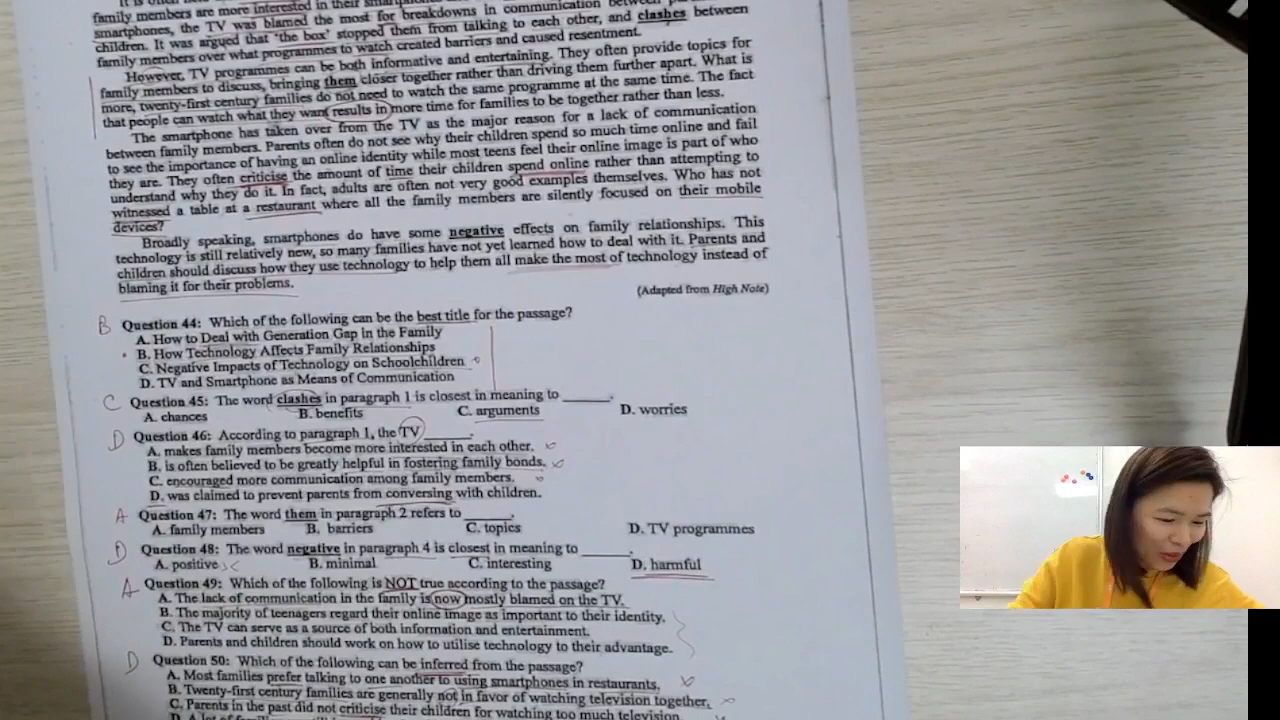 family members are more interested in their
smartphones, the TV was blamed the most for breakdowns in communication between
children. It was argued that 'the box' stopped them from talking to each other, and clashes between
family members over what programmes to watch created barriers and caused resentment.
However, TV programmes can be both informative and entertaining. They often provide topics for
family members to discuss, bringing them closer together rather than driving them further apart. What is
more, twenty-first century families do not need to watch the same programme at the same time. The fact
that people can watch what they want results in more time for families to be together rather than less.
The smartphone has taken over from the TV as the major reason for a lack of communication
between family members. Parents often do not see why their children spend so much time online and fail
to see the importance of having an online identity while most teens feel their online image is part of who
they are. They often criticise the amount of time their children spend online rather than attempting to
understand why they do it. In fact, adults are often not very good examples themselves. Who has not
witnessed a table at a restaurant where all the family members are silently focused on their mobile
devices?
Broadly speaking, smartphones do have some negative effects on family relationships. This
technology is still relatively new, so many families have not yet learned how to deal with it. Parents and
children should discuss how they use technology to help them all make the most of technology instead of
blaming it for their problems.
(Adapted from High Note)
B Question 44: Which of the following can be the best title for the passage?
A. How to Deal with Generation Gap in the Family
B. How Technology Affects Family Relationships
C. Negative Impacts of Technology on Schoolchildren
D. TV and Smartphone as Means of Communication
C Question 45: The word clashes in paragraph 1 is closest in meaning to ______.
A. chances B. benefits C. arguments D. worries
D Question 46: According to paragraph 1, the TV ______.
A. makes family members become more interested in each other.
B. is often believed to be greatly helpful in fostering family bonds.
C. encouraged more communication among family members.
D. was claimed to prevent parents from conversing with children.
A Question 47: The word them in paragraph 2 refers to ______.
A. family members B. barriers C. topics D. TV programmes
D Question 48: The word negative in paragraph 4 is closest in meaning to ______.
A. positive B. minimal C. interesting D. harmful
A Question 49: Which of the following is NOT true according to the passage?
A. The lack of communication in the family is now mostly blamed on the TV.
B. The majority of teenagers regard their online image as important to their identity.
C. The TV can serve as a source of both information and entertainment.
D. Parents and children should work on how to utilise technology to their advantage.
D Question 50: Which of the following can be inferred from the passage?
A. Most families prefer talking to one another to using smartphones in restaurants.
B. Twenty-first century families are generally not in favor of watching television together.
C. Parents in the past did not criticise their children for watching too much television.
D. A lot of